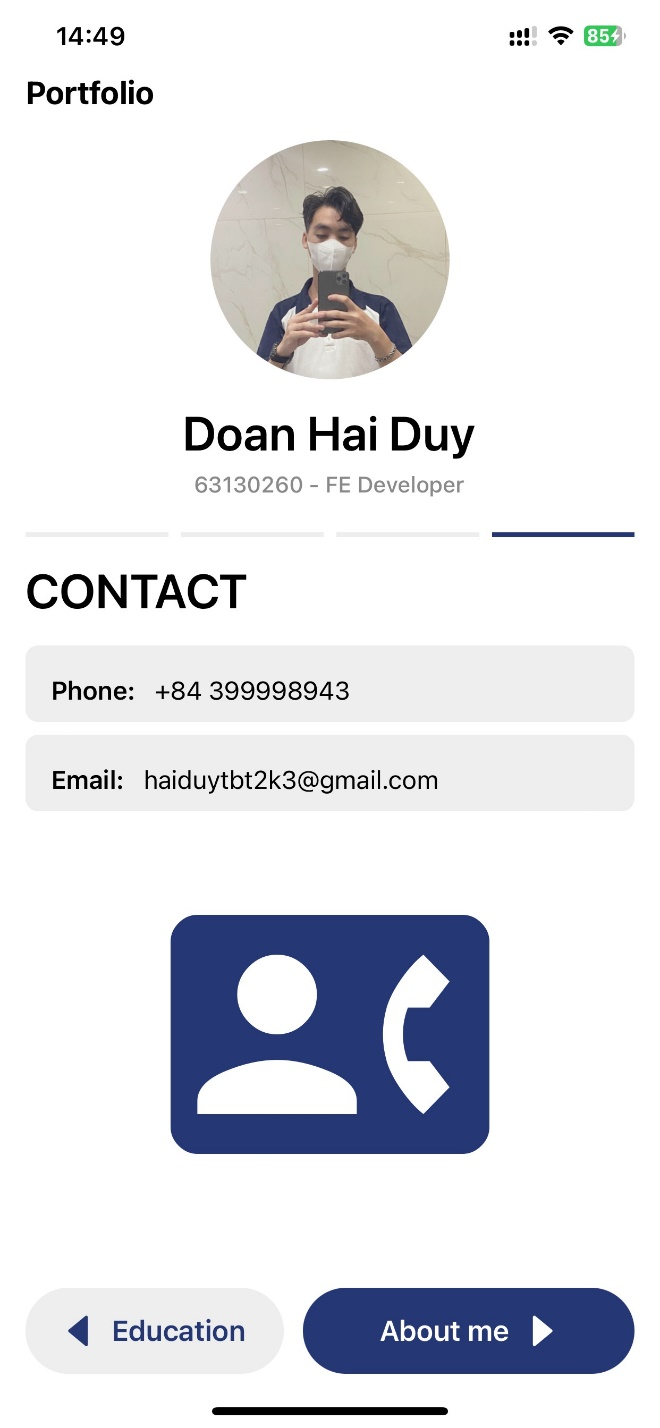 14:49
85
Portfolio
Doan Hai Duy
63130260 - FE Developer
CONTACT
Phone: +84 399998943
Email: haiduytbt2k3@gmail.com
Education
About me